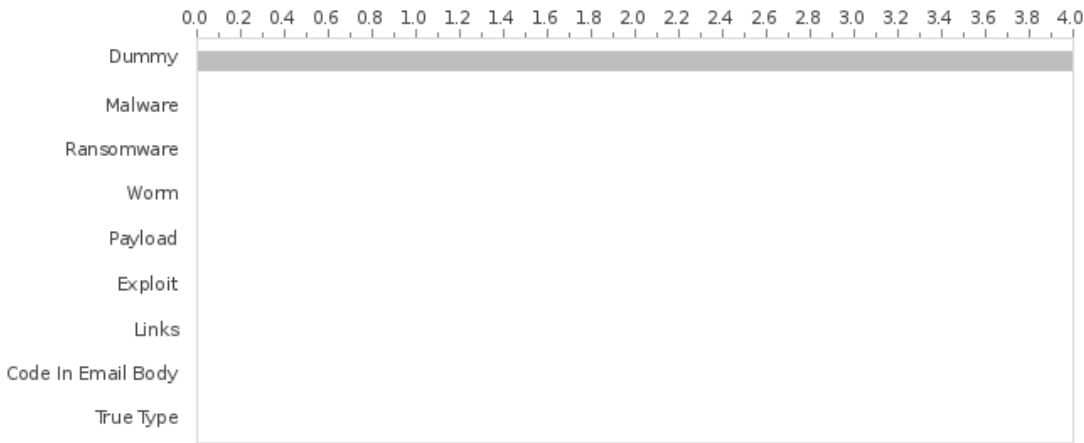 0.0 0.2 0.4 0.6 0.8 1.0 1.2 1.4 1.6 1.8 2.0 2.2 2.4 2.6 2.8 3.0 3.2 3.4 3.6 3.8 4.0
Dummy
Malware
Ransomware
Worm
Payload
Exploit
Links
Code In Email Body
True Type